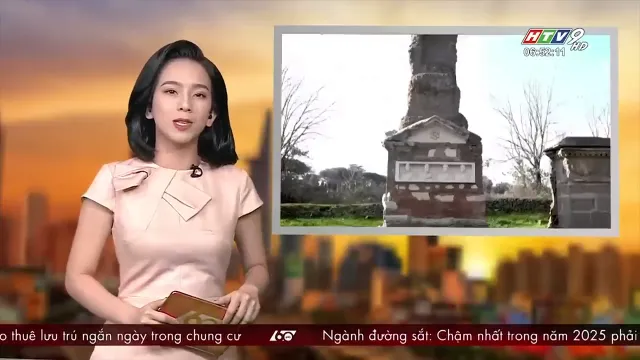 HTV9
HD
06:52:11
o thuê lưu trú ngắn ngày trong chung cư
60
Ngành đường sắt: Chậm nhất trong năm 2025 phải